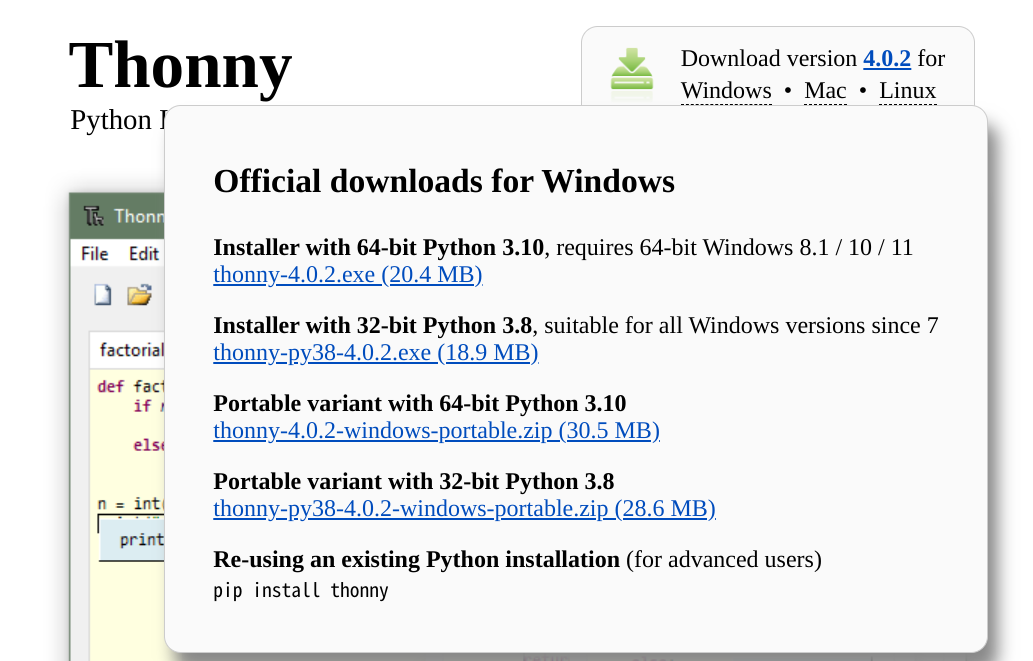 Thonny
Download version 4.0.2 for
Windows • Mac • Linux
Python
Official downloads for Windows
Installer with 64-bit Python 3.10, requires 64-bit Windows 8.1 / 10 / 11
thonny-4.0.2.exe (20.4 MB)
Installer with 32-bit Python 3.8, suitable for all Windows versions since 7
thonny-py38-4.0.2.exe (18.9 MB)
Portable variant with 64-bit Python 3.10
thonny-4.0.2-windows-portable.zip (30.5 MB)
Portable variant with 32-bit Python 3.8
thonny-py38-4.0.2-windows-portable.zip (28.6 MB)
Re-using an existing Python installation (for advanced users)
pip install thonny
Thonn
File Edit
factorial
def fact
if
else
n = int(
print